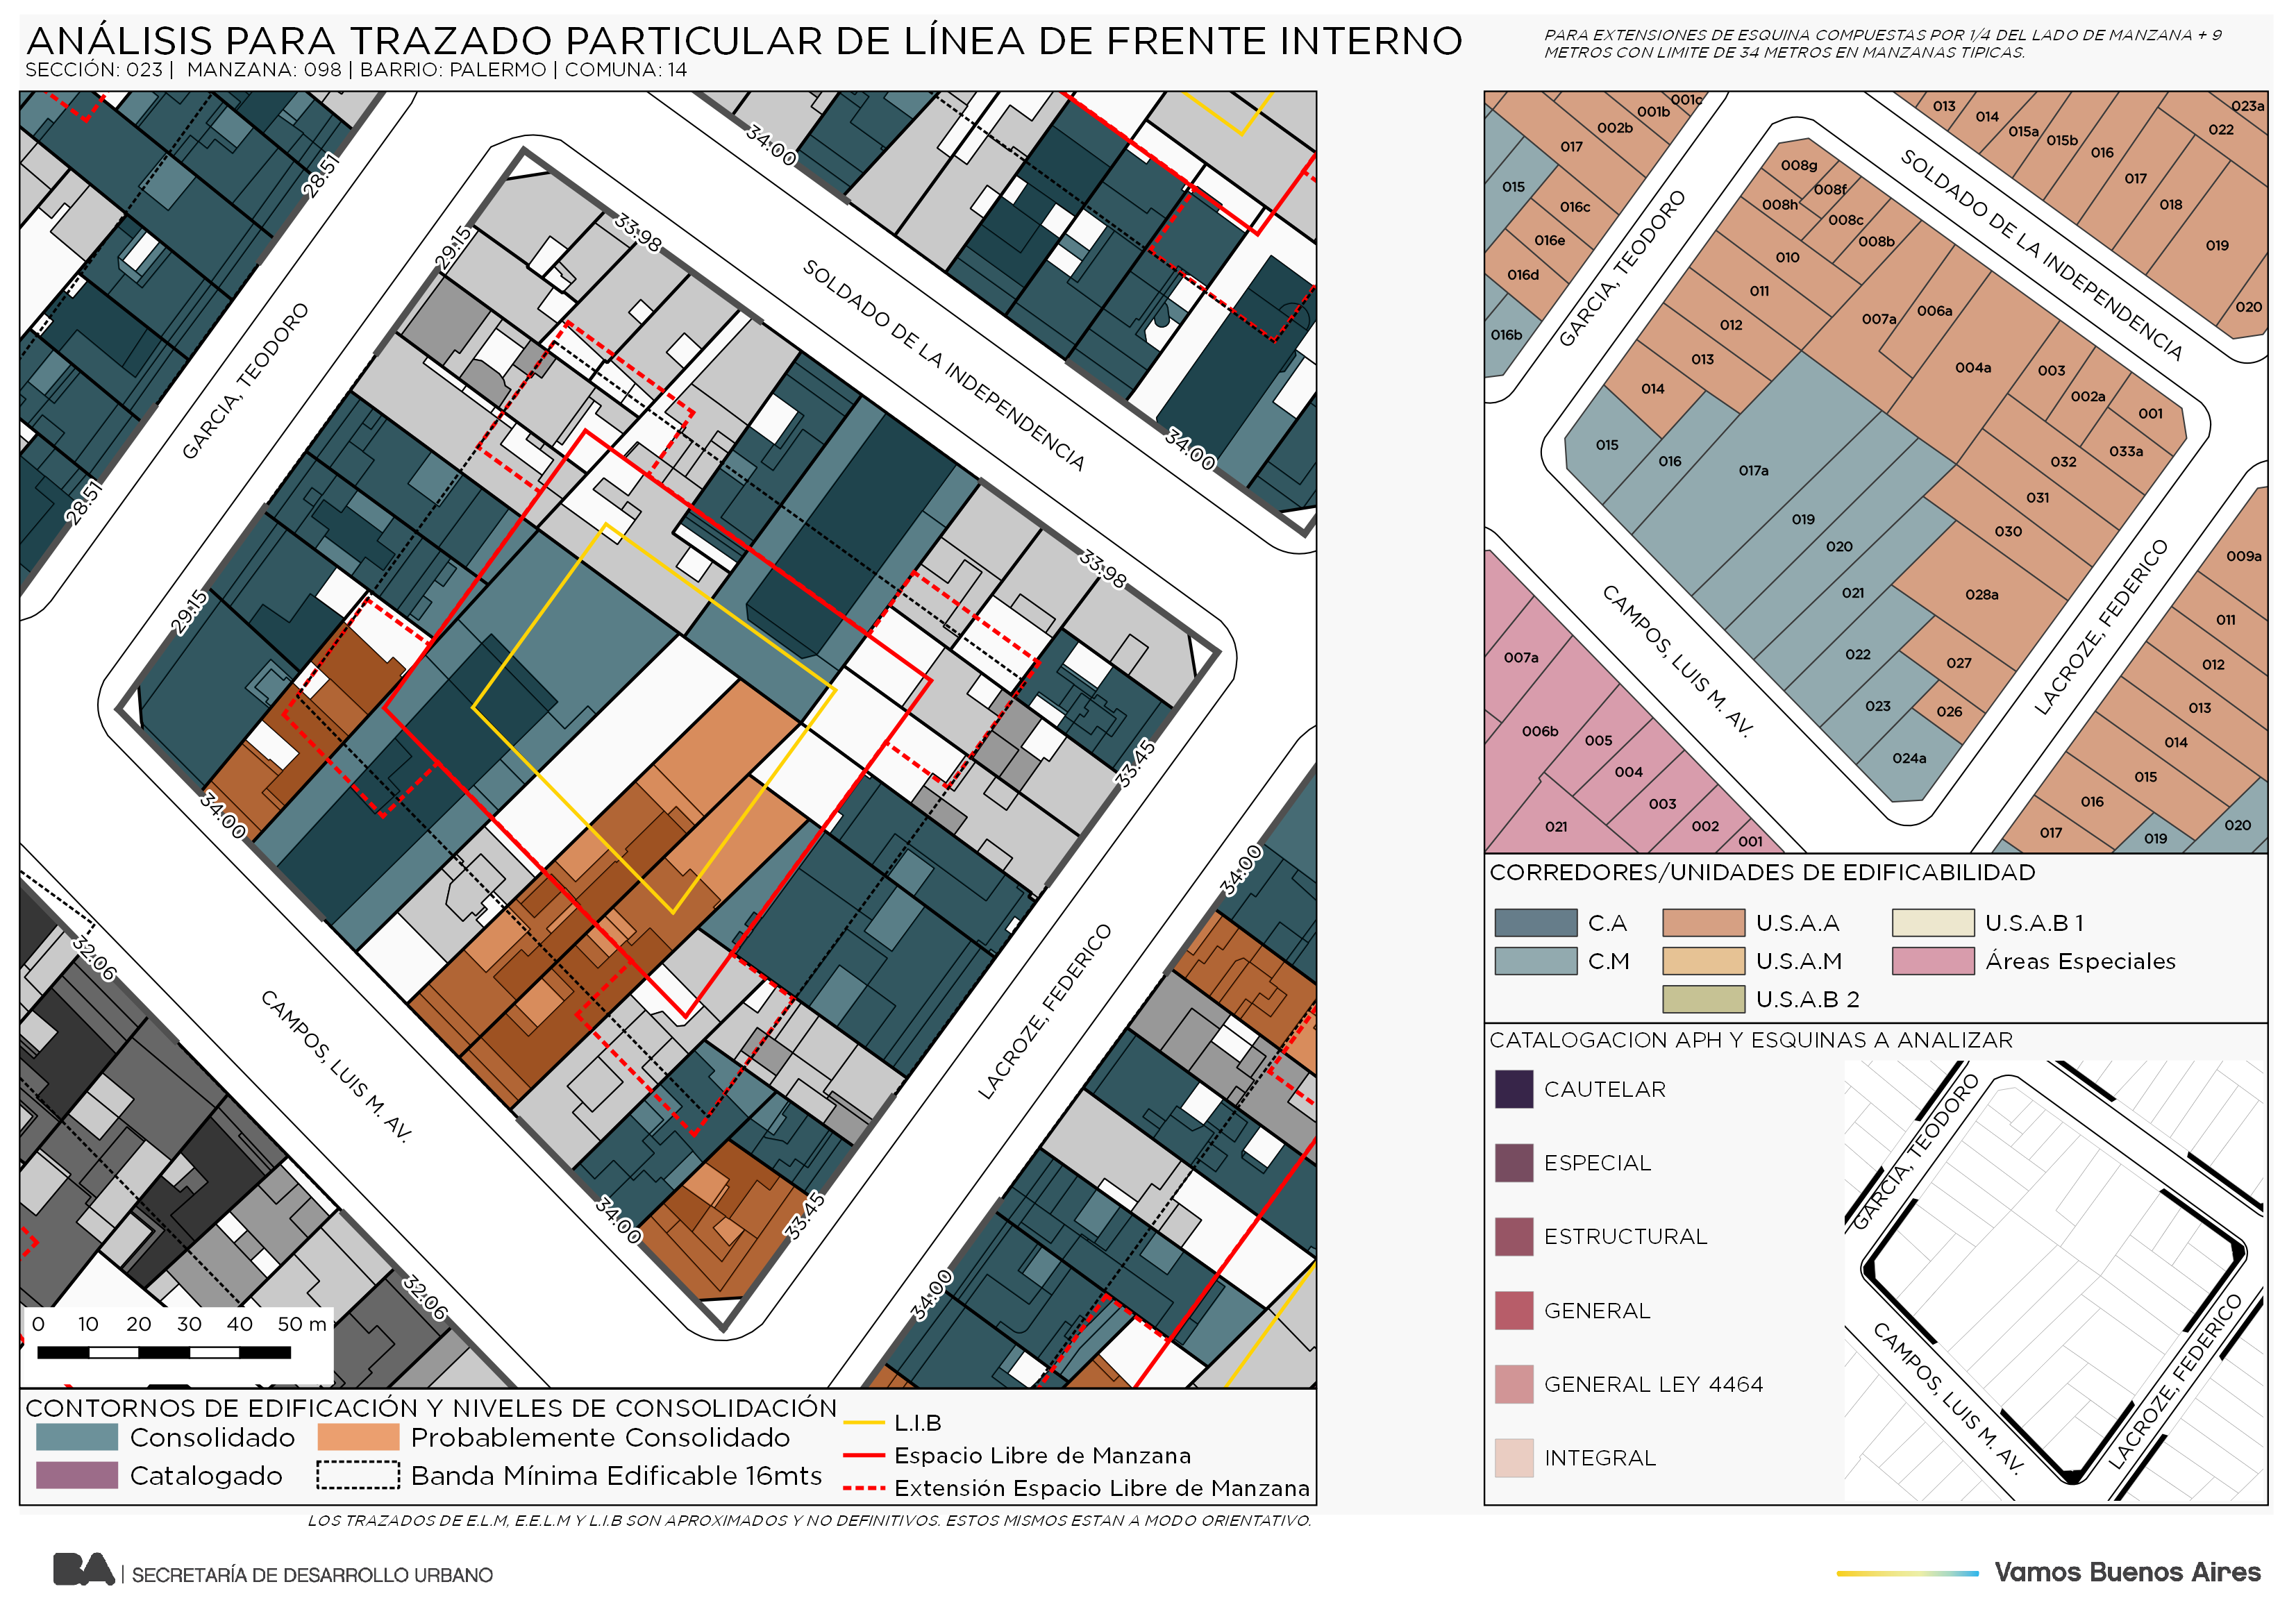 ANÁLISIS PARA TRAZADO PARTICULAR DE LÍNEA DE FRENTE INTERNO
SECCIÓN: 023 | MANZANA: 098 | BARRIO: PALERMO | COMUNA: 14
PARA EXTENSIONES DE ESQUINA COMPUESTAS POR 1/4 DEL LADO DE MANZANA + 9
METROS CON LIMITE DE 34 METROS EN MANZANAS TIPICAS.
34:00
28.51
33.98
29.15
SOLDADO DE LA INDEPENDENCIA
GARCIA, TEODORO
34:00
28.51
33.98
29.15
33.45
34:00
34:00
32.06
CAMPOS, LUIS M. AV.
LACROZE, FEDERICO
34:00
33.45
34:00
32.06
0 10 20 30 40 50 m
CONTORNOS DE EDIFICACIÓN Y NIVELES DE CONSOLIDACIÓN
Consolidado
Probablemente Consolidado
Catalogado
Banda Mínima Edificable 16mts
L.I.B
Espacio Libre de Manzana
Extensión Espacio Libre de Manzana
LOS TRAZADOS DE E.L.M, E.E.L.M Y L.I.B SON APROXIMADOS Y NO DEFINITIVOS. ESTOS MISMOS ESTAN A MODO ORIENTATIVO.
001c
001b
002b
017
015
016c
016e
016d
016b
013
014
015a
015b
016
017
018
019
020
022
023a
GARCIA, TEODORO
SOLDADO DE LA INDEPENDENCIA
008g
008f
008h
008c
008b
010
011
012
013
014
007a
006a
004a
003
002a
001
033a
032
031
030
028a
027
026
015
016
017a
019
020
021
022
023
024a
CAMPOS, LUIS M. AV.
LACROZE, FEDERICO
007a
006b
005
004
003
002
001
021
009a
011
012
013
014
015
016
017
019
020
CORREDORES/UNIDADES DE EDIFICABILIDAD
C.A
U.S.A.A
U.S.A.B 1
C.M
U.S.A.M
Áreas Especiales
U.S.A.B 2
CATALOGACION APH Y ESQUINAS A ANALIZAR
CAUTELAR
ESPECIAL
ESTRUCTURAL
GENERAL
GENERAL LEY 4464
INTEGRAL
GARCIA, TEODORO
CAMPOS, LUIS M. AV.
LACROZE, FEDERICO
BA | SECRETARÍA DE DESARROLLO URBANO
Vamos Buenos Aires